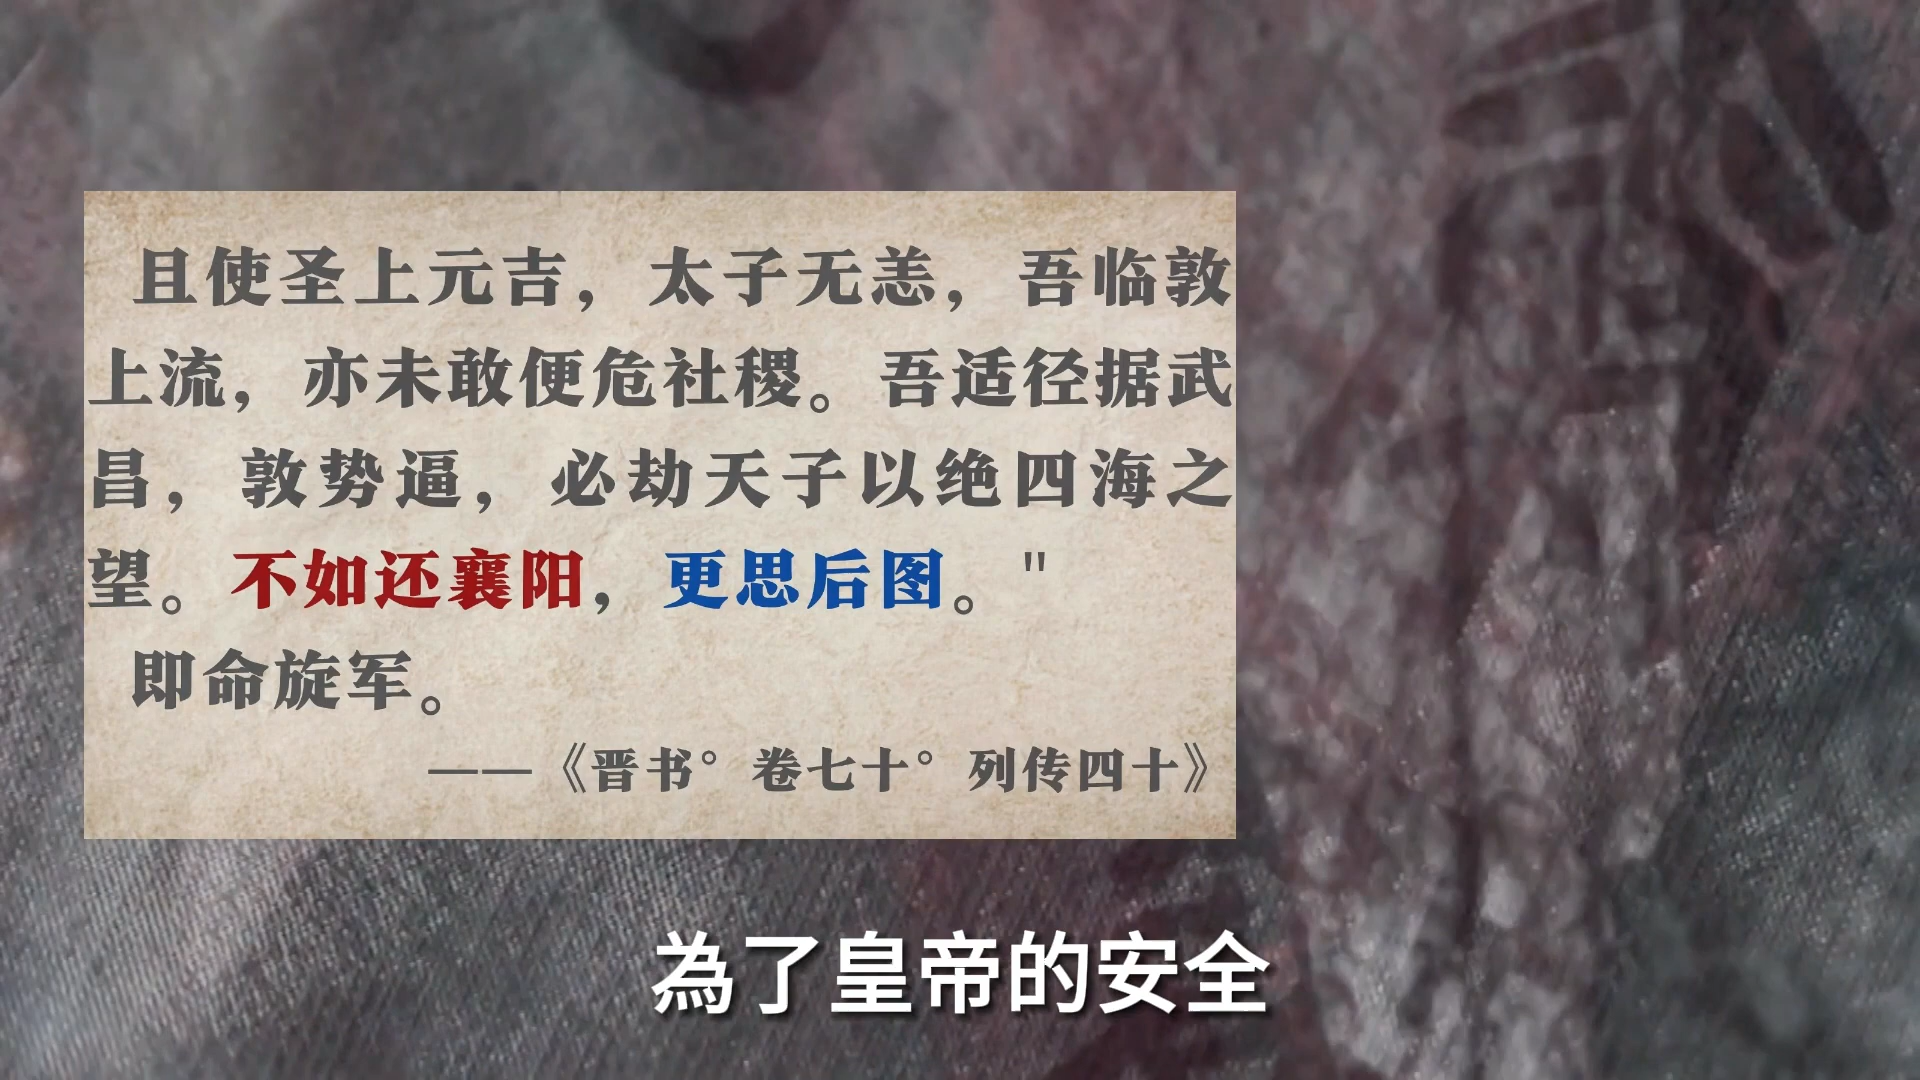 且使圣上元吉，太子无恙，吾临敦
上流，亦未敢便危社稷。吾适径据武
昌，敦势逼，必劫天子以绝四海之
望。不如还襄阳，更思后图。"
即命旋军。
——《晋书°卷七十°列传四十》
為了皇帝的安全